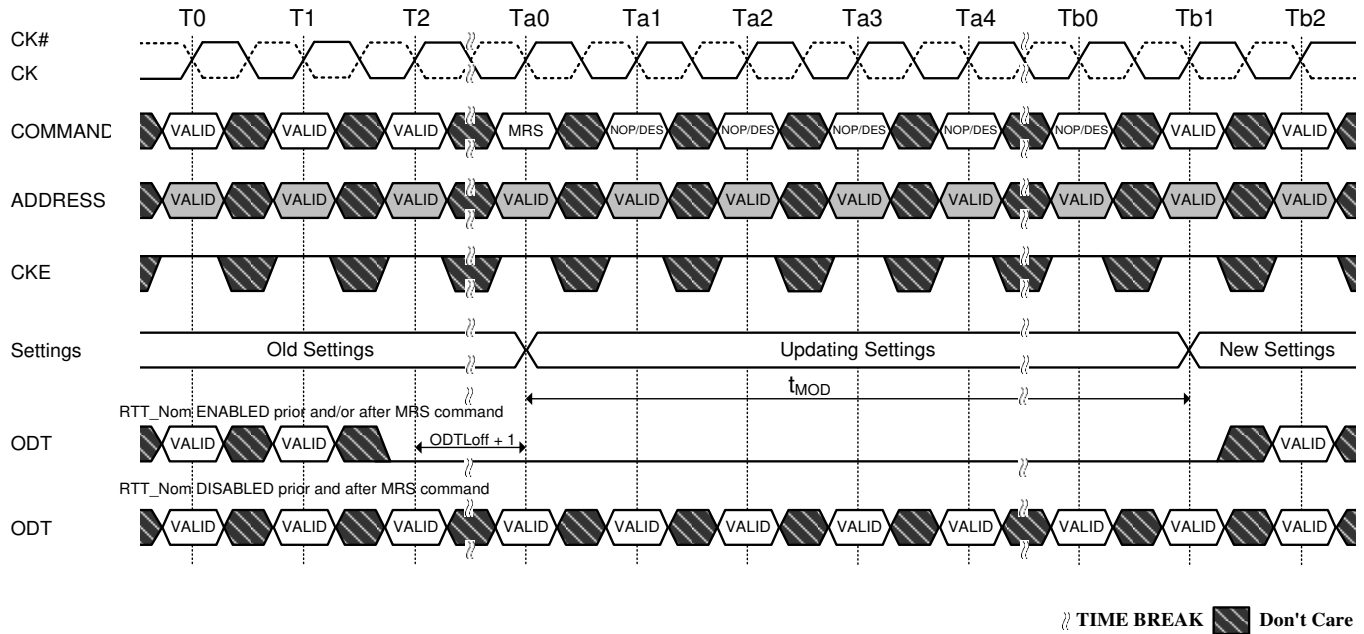 T0 T1 T2 Ta0 Ta1 Ta2 Ta3 Ta4 Tb0 Tb1 Tb2
CK#
CK
COMMAND VALID VALID VALID MRS NOP/DES NOP/DES NOP/DES NOP/DES NOP/DES VALID VALID
ADDRESS VALID VALID VALID VALID VALID VALID VALID VALID VALID VALID VALID
CKE
Settings Old Settings Updating Settings New Settings
tMOD
RTT_Nom ENABLED prior and/or after MRS command
ODT VALID VALID ODTLoff + 1 VALID
RTT_Nom DISABLED prior and after MRS command
ODT VALID VALID VALID VALID VALID VALID VALID VALID VALID VALID VALID
TIME BREAK Don't Care